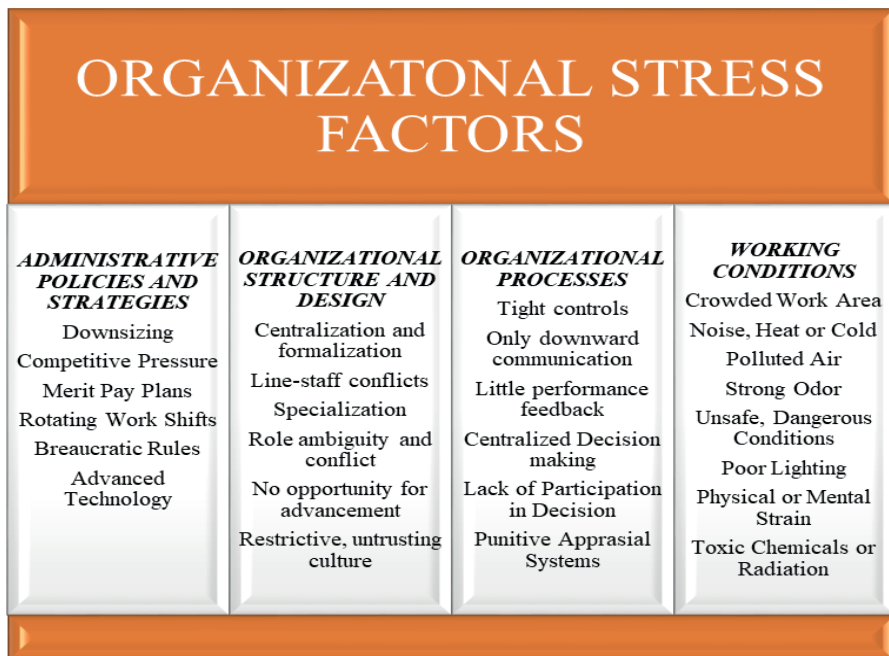 ORGANIZATONAL STRESS
FACTORS
ADMINISTRATIVE
POLICIES AND
STRATEGIES
Downsizing
Competitive Pressure
Merit Pay Plans
Rotating Work Shifts
Breaucratic Rules
Advanced
Technology
ORGANIZATIONAL
STRUCTURE AND
DESIGN
Centralization and
formalization
Line-staff conflicts
Specialization
Role ambiguity and
conflict
No opportunity for
advancement
Restrictive, untrusting
culture
ORGANIZATIONAL
PROCESSES
Tight controls
Only downward
communication
Little performance
feedback
Centralized Decision
making
Lack of Participation
in Decision
Punitive Apprasial
Systems
WORKING
CONDITIONS
Crowded Work Area
Noise, Heat or Cold
Polluted Air
Strong Odor
Unsafe, Dangerous
Conditions
Poor Lighting
Physical or Mental
Strain
Toxic Chemicals or
Radiation